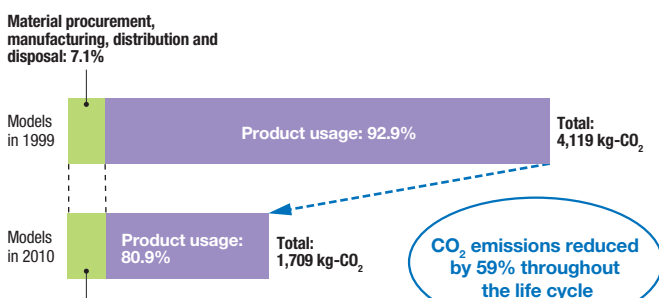 Material procurement,
manufacturing, distribution and
disposal: 7.1%
Models
in 1999
Product usage: 92.9%
Total:
4,119 kg-CO₂
Models
in 2010
Product usage:
80.9%
Total:
1,709 kg-CO₂
CO₂ emissions reduced
by 59% throughout
the life cycle